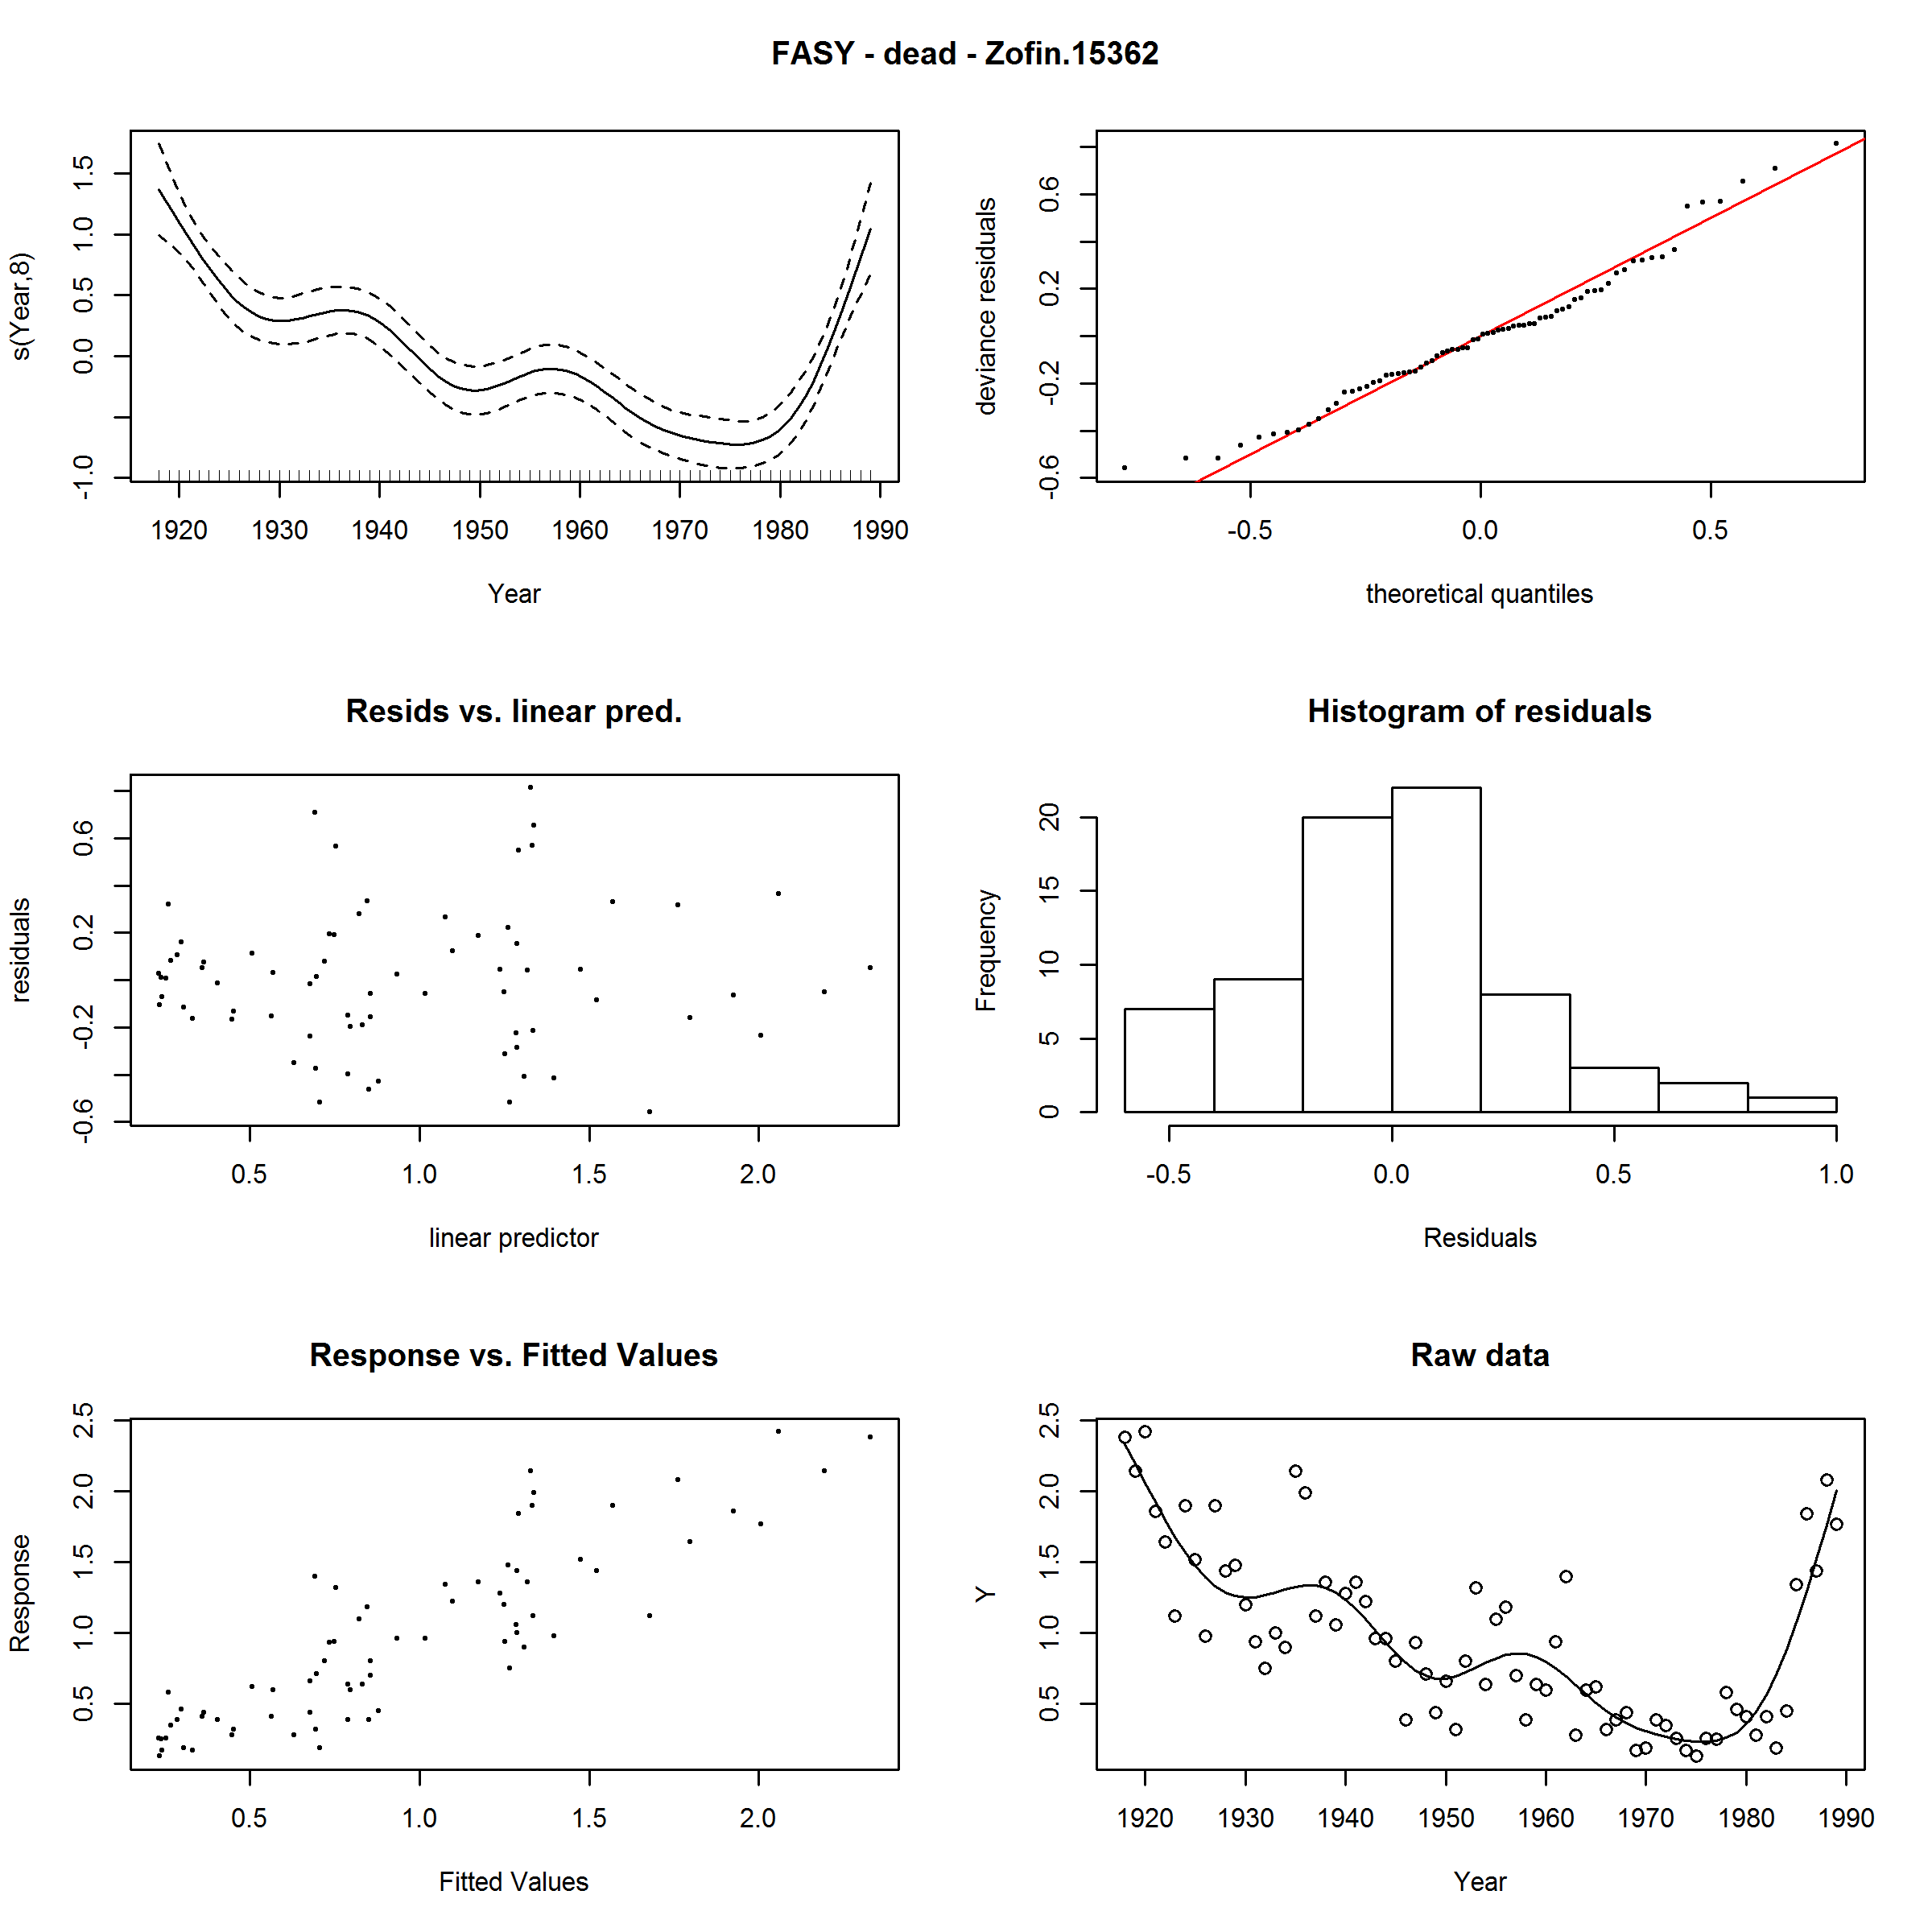 FASY - dead - Zofin.15362
s(Year,8)
-1.0 0.0 0.5 1.0 1.5
1920 1930 1940 1950 1960 1970 1980 1990
Year
deviance residuals
-0.6 -0.2 0.2 0.6
-0.5 0.0 0.5
theoretical quantiles
Resids vs. linear pred.
residuals
-0.6 -0.2 0.2 0.6
0.5 1.0 1.5 2.0
linear predictor
Histogram of residuals
Frequency
0 5 10 15 20
-0.5 0.0 0.5 1.0
Residuals
Response vs. Fitted Values
Response
0.5 1.0 1.5 2.0 2.5
0.5 1.0 1.5 2.0
Fitted Values
Raw data
Y
0.5 1.0 1.5 2.0 2.5
1920 1930 1940 1950 1960 1970 1980 1990
Year